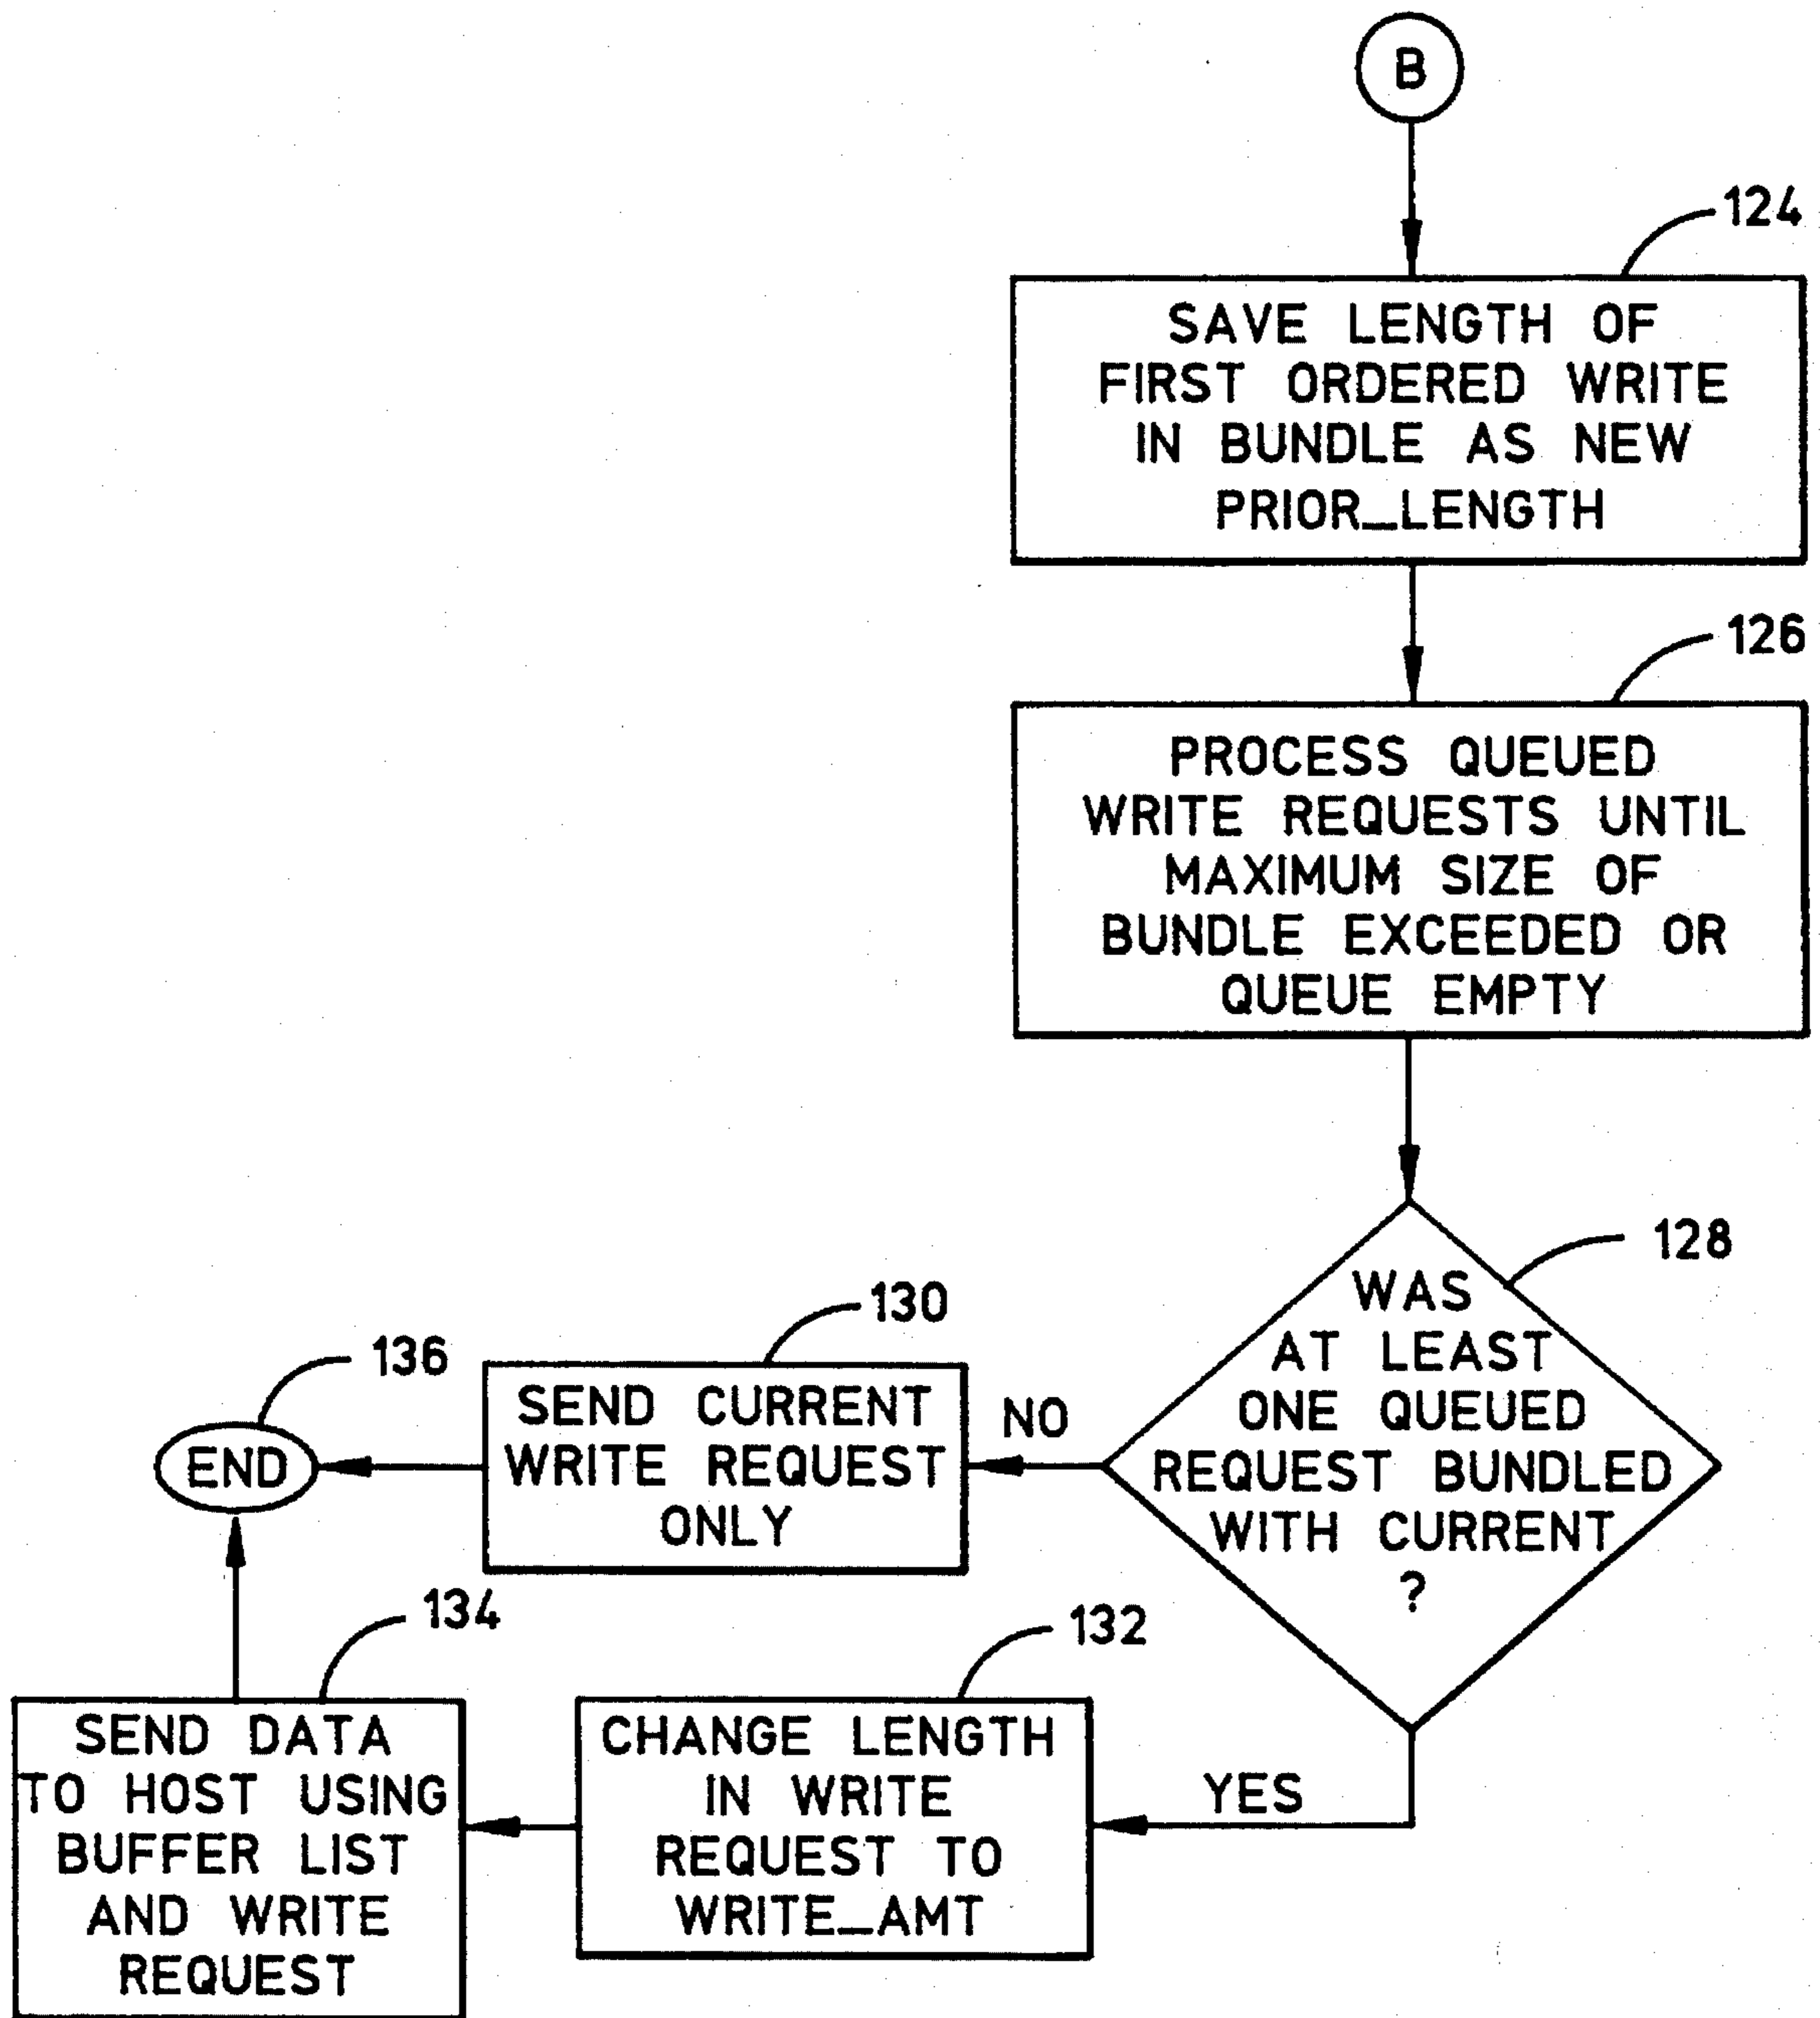 B
124
SAVE LENGTH OF
FIRST ORDERED WRITE
IN BUNDLE AS NEW
PRIOR_LENGTH
126
PROCESS QUEUED
WRITE REQUESTS UNTIL
MAXIMUM SIZE OF
BUNDLE EXCEEDED OR
QUEUE EMPTY
128
WAS
AT LEAST
ONE QUEUED
REQUEST BUNDLED
WITH CURRENT
?
NO
130
SEND CURRENT
WRITE REQUEST
ONLY
136
END
YES
132
CHANGE LENGTH
IN WRITE
REQUEST TO
WRITE_AMT
134
SEND DATA
TO HOST USING
BUFFER LIST
AND WRITE
REQUEST